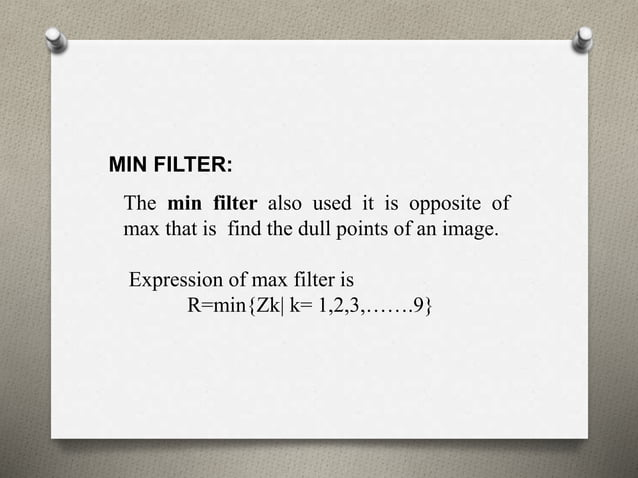 MIN FILTER:
The min filter also used it is opposite of
max that is find the dull points of an image.
Expression of max filter is
R=min{Zk| k= 1,2,3,…….9}